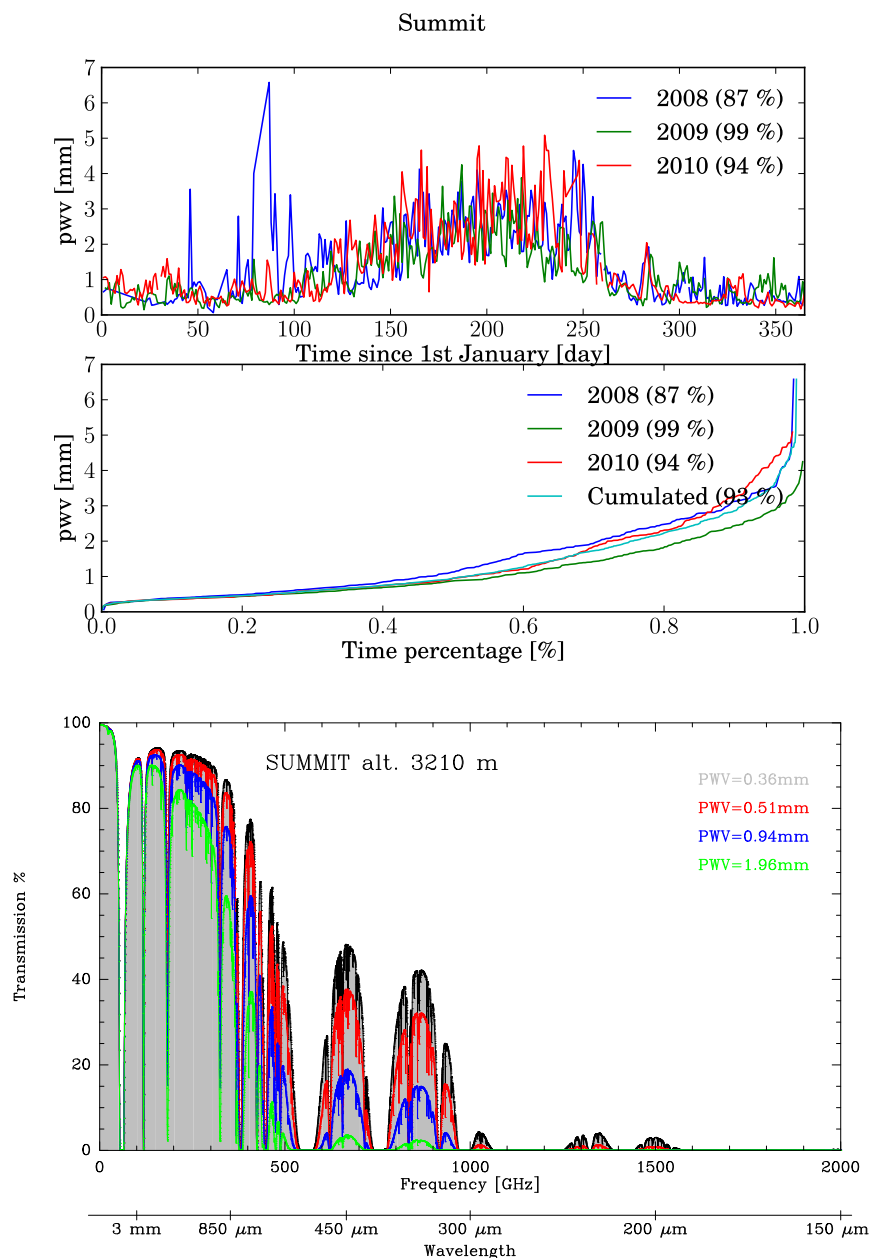 Summit
7
6
5
4
3
2
1
0
pwv [mm]
2008 (87 %)
2009 (99 %)
2010 (94 %)
0 50 100 150 200 250 300 350
Time since 1st January [day]
7
6
5
4
3
2
1
0
pwv [mm]
2008 (87 %)
2009 (99 %)
2010 (94 %)
Cumulated (93 %)
0.0 0.2 0.4 0.6 0.8 1.0
Time percentage [%]
100
80
60
40
20
0
Transmission %
SUMMIT alt. 3210 m
PWV=0.36mm
PWV=0.51mm
PWV=0.94mm
PWV=1.96mm
0 500 1000 1500 2000
Frequency [GHz]
3 mm 850 μm 450 μm 300 μm 200 μm 150 μm
Wavelength